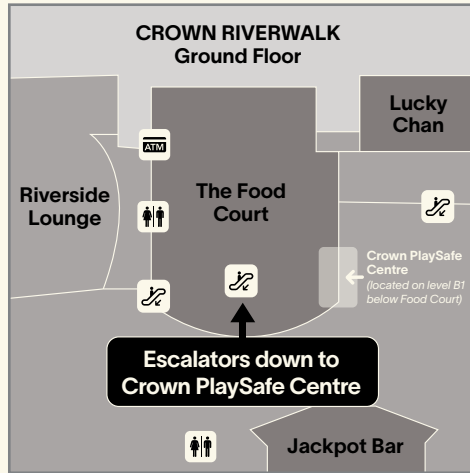 CROWN RIVERWALK
Ground Floor
Lucky
Chan
ATM
Riverside
Lounge
The Food
Court
Crown PlaySafe
Centre
(located on level B1
below Food Court)
Escalators down to
Crown PlaySafe Centre
Jackpot Bar